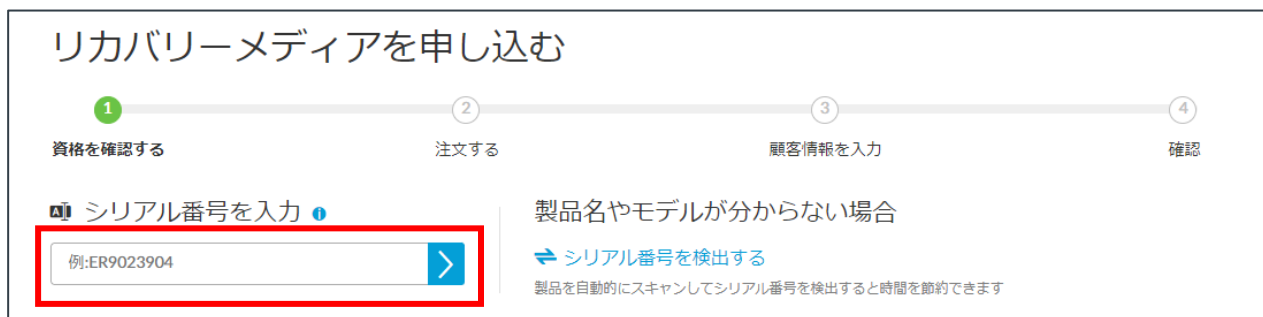 リカバリーメディアを申し込む
1
2
3
4
資格を確認する
注文する
顧客情報を入力
確認
シリアル番号を入力
例:ER9023904
製品名やモデルが分からない場合
シリアル番号を検出する
製品を自動的にスキャンしてシリアル番号を検出すると時間を節約できます